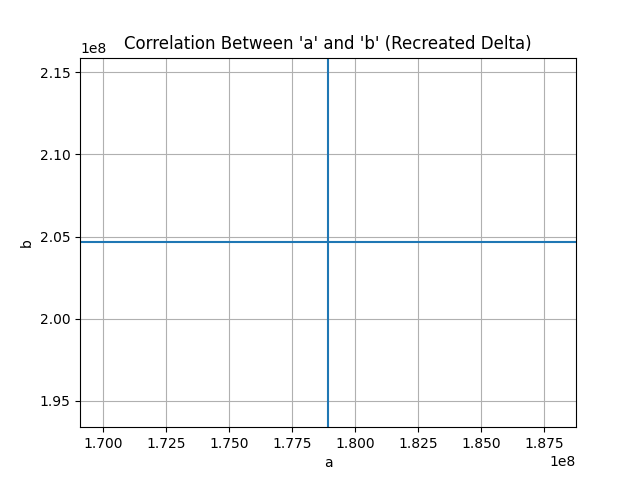 Correlation Between 'a' and 'b' (Recreated Delta)
1e8
2.15
2.10
2.05
2.00
1.95
b
1.700 1.725 1.750 1.775 1.800 1.825 1.850 1.875
a
1e8